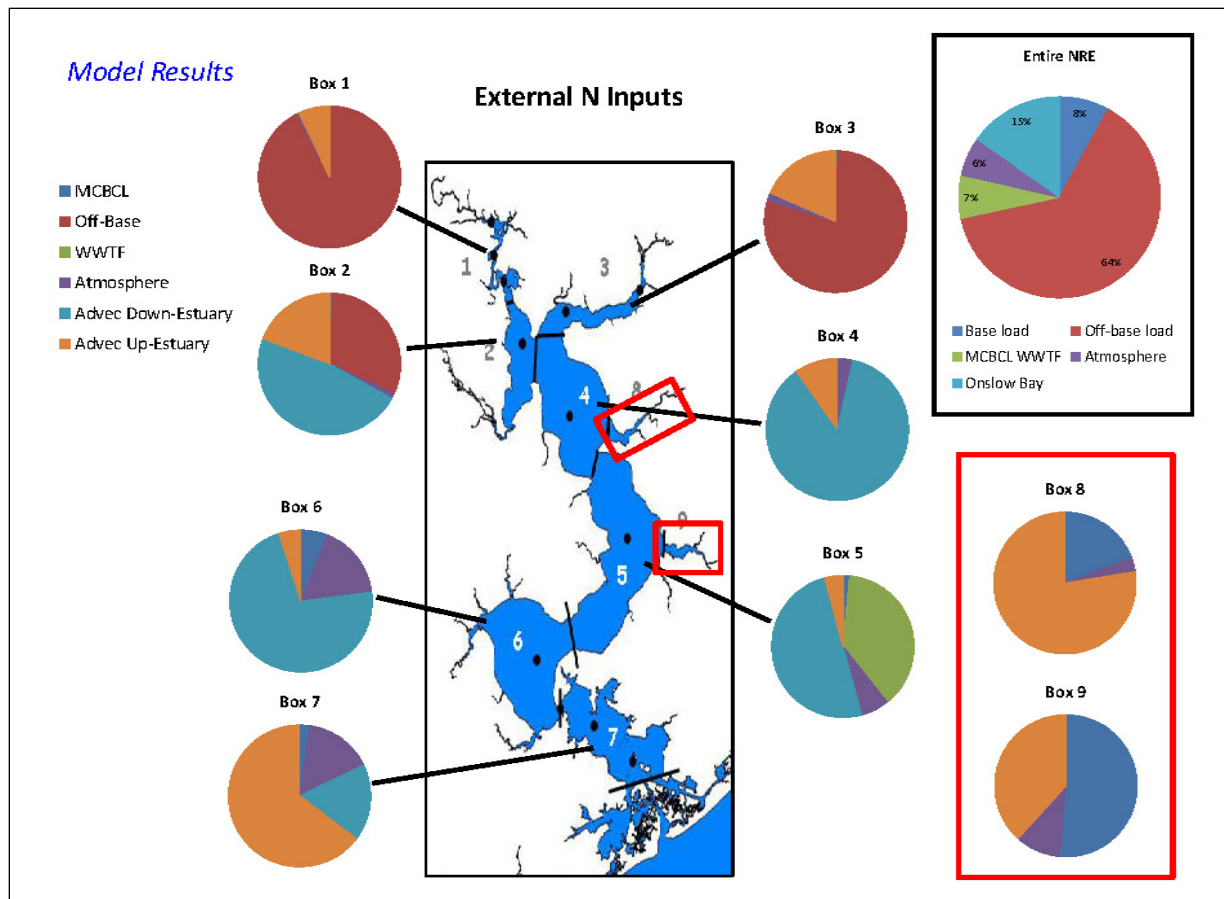 Model Results
External N Inputs
MCBCL
Off-Base
WWTF
Atmosphere
Advec Down-Estuary
Advec Up-Estuary
Box 1
Box 2
Box 3
Box 4
Box 5
Box 6
Box 7
1
2
3
4
8
9
5
6
7
Entire NRE
15%
8%
6%
7%
64%
Base load
Off-base load
MCBCL WWTF
Atmosphere
Onslow Bay
Box 8
Box 9